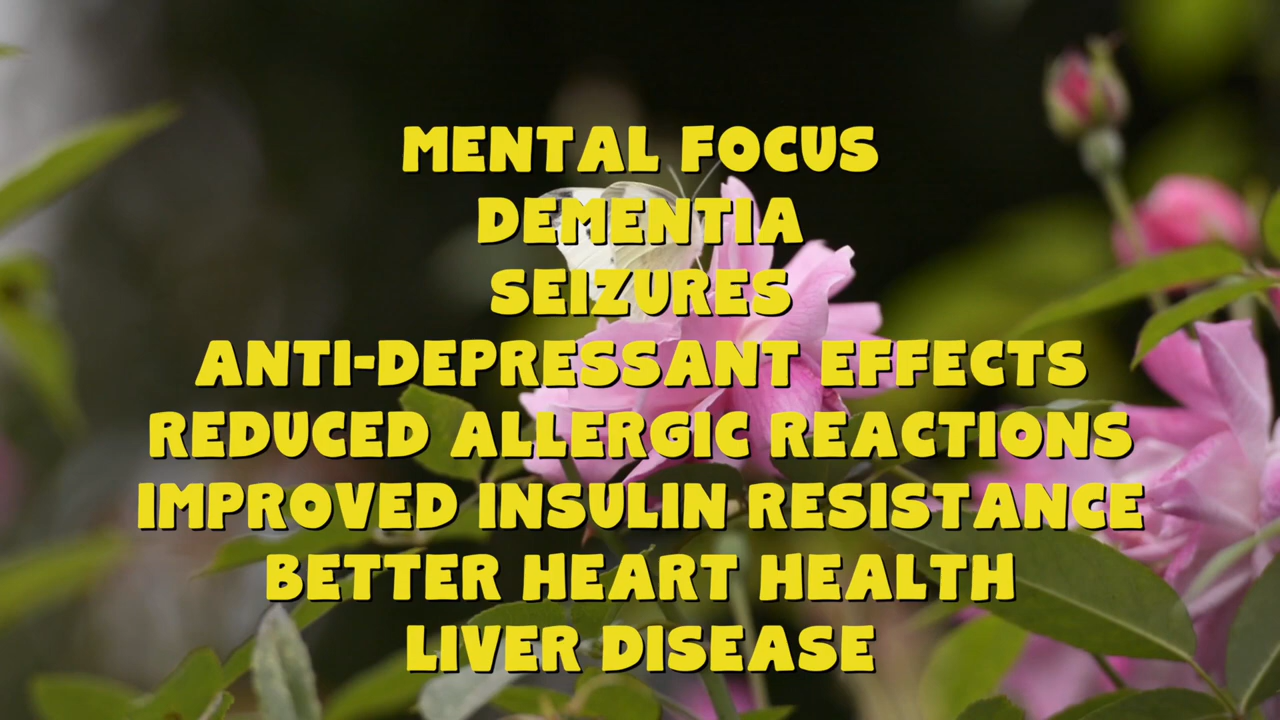 MENTAL FOCUS
DEMENTIA
SEIZURES
ANTI-DEPRESSANT EFFECTS
REDUCED ALLERGIC REACTIONS
IMPROVED INSULIN RESISTANCE
BETTER HEART HEALTH
LIVER DISEASE